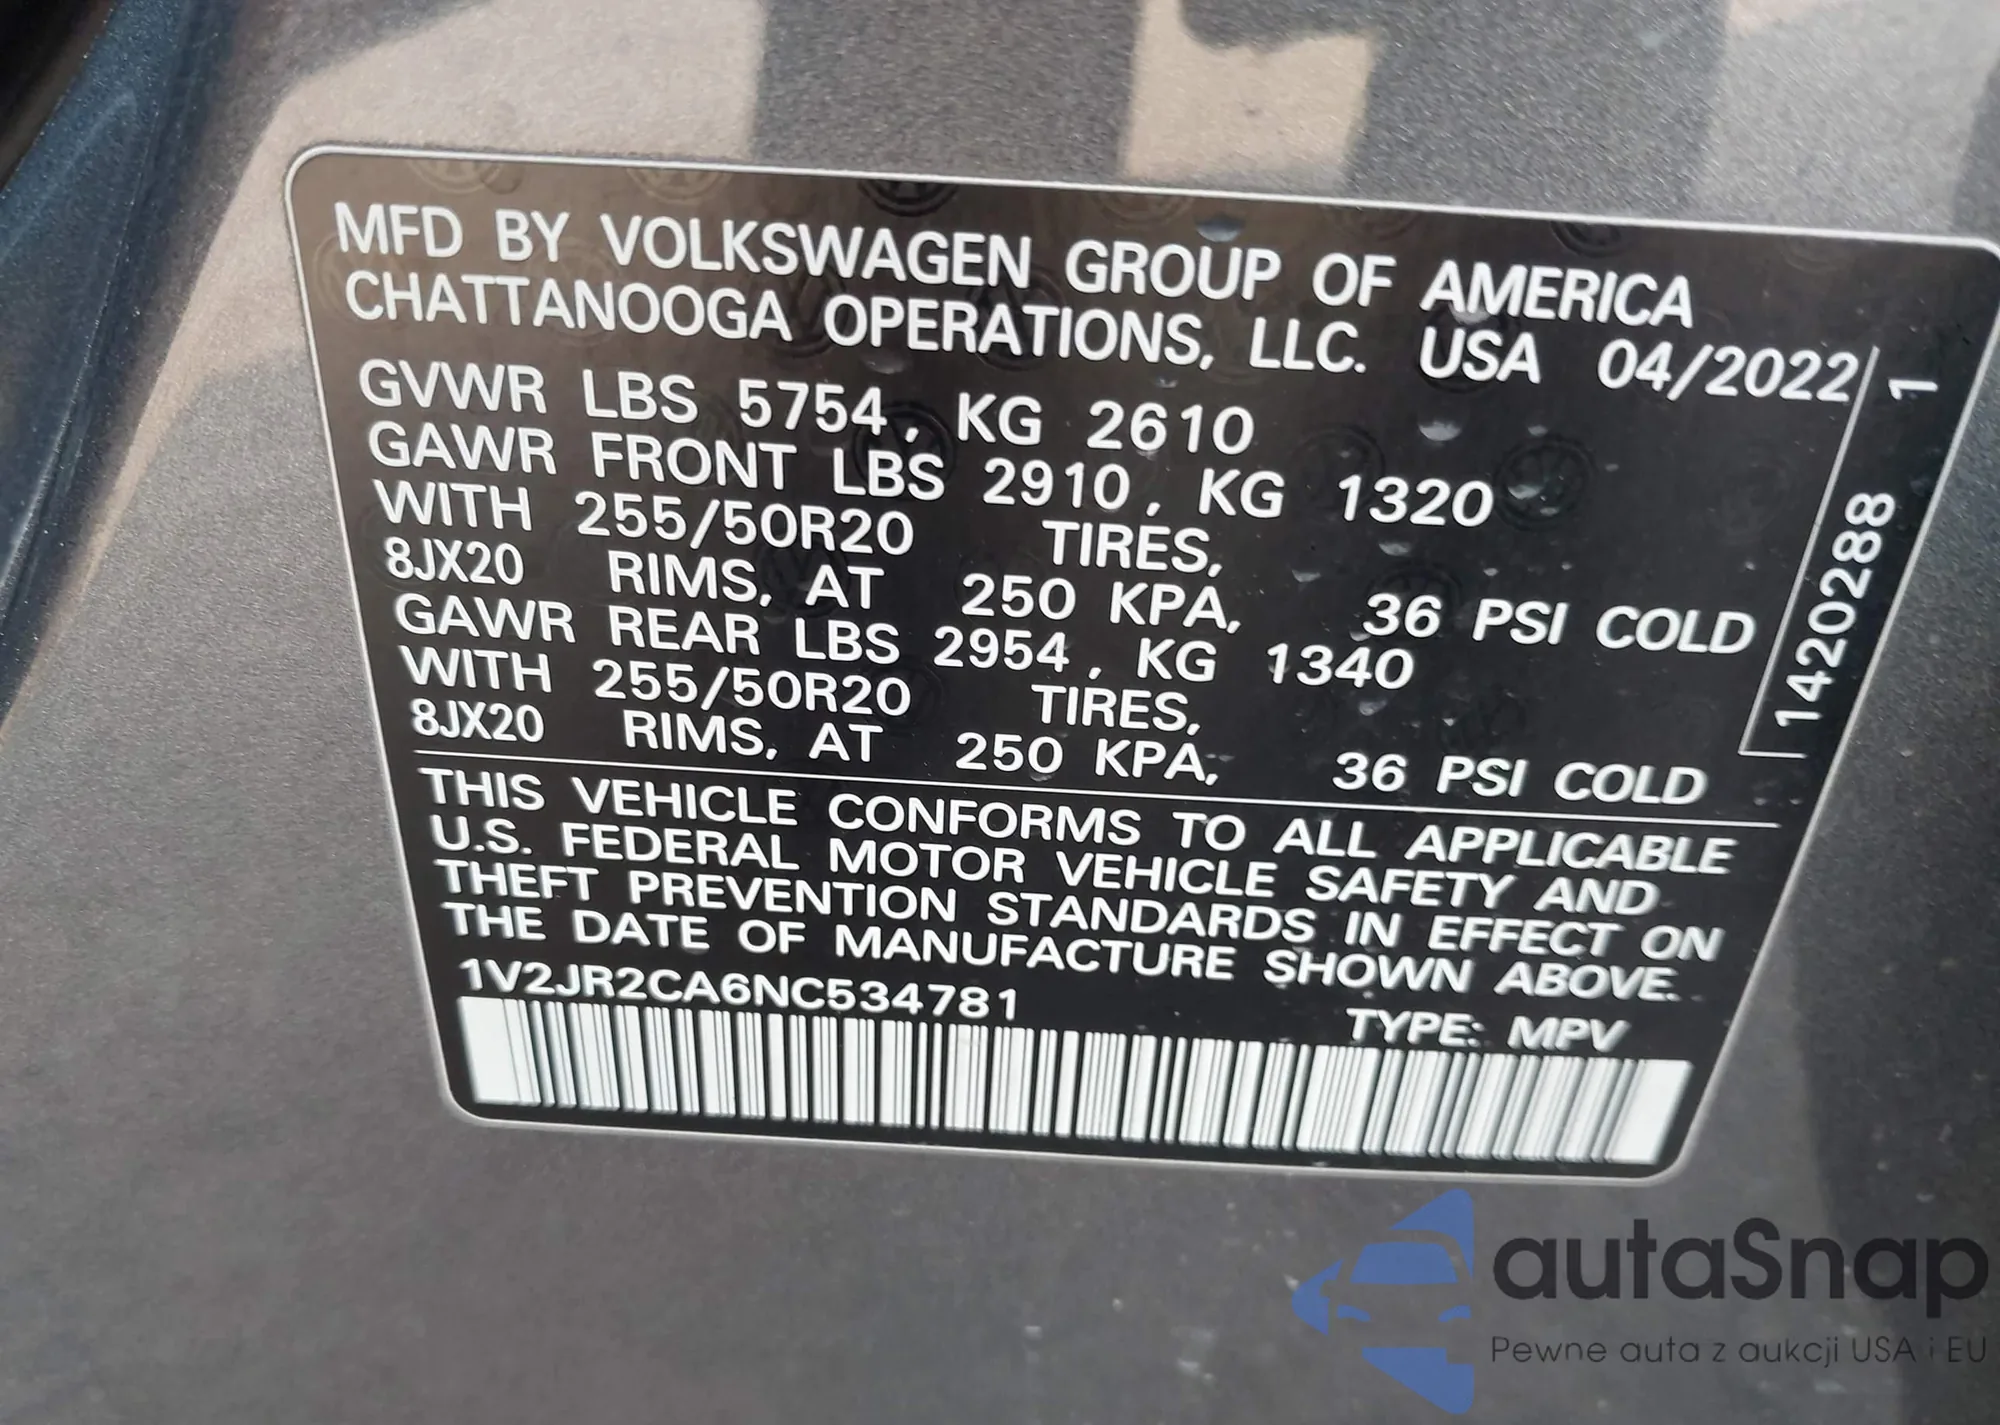 MFD BY VOLKSWAGEN GROUP OF AMERICA
CHATTANOOGA OPERATIONS, LLC. USA 04/2022
GVWR LBS 5754, KG 2610
GAWR FRONT LBS 2910, KG 1320
WITH 255/50R20 TIRES,
8JX20 RIMS, AT 250 KPA, 36 PSI COLD
GAWR REAR LBS 2954, KG 1340
WITH 255/50R20 TIRES,
8JX20 RIMS, AT 250 KPA, 36 PSI COLD
1420288 1
THIS VEHICLE CONFORMS TO ALL APPLICABLE
U.S. FEDERAL MOTOR VEHICLE SAFETY AND
THEFT PREVENTION STANDARDS IN EFFECT ON
THE DATE OF MANUFACTURE SHOWN ABOVE.
1V2JR2CA6NC534781
TYPE: MPV
autaSnap
Pewne auta z aukcji USA i EU